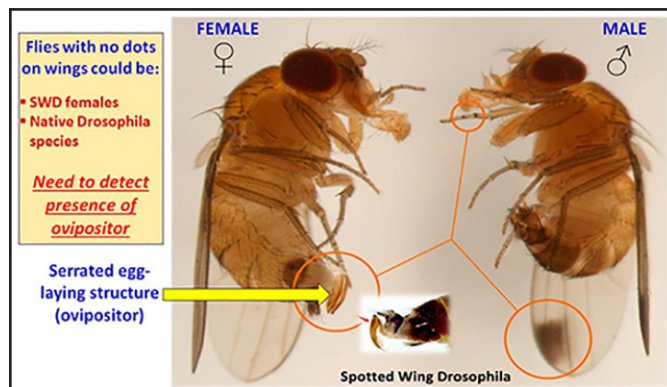 Flies with no dots
on wings could be:
▪ SWD females
▪ Native Drosophila
species
Need to detect
presence of
ovipositor
Serrated egg-
laying structure
(ovipositor)
FEMALE
♀
MALE
♂
Spotted Wing Drosophila